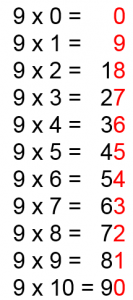 9 x 0 = 0
9 x 1 = 9
9 x 2 = 18
9 x 3 = 27
9 x 4 = 36
9 x 5 = 45
9 x 6 = 54
9 x 7 = 63
9 x 8 = 72
9 x 9 = 81
9 x 10 = 90